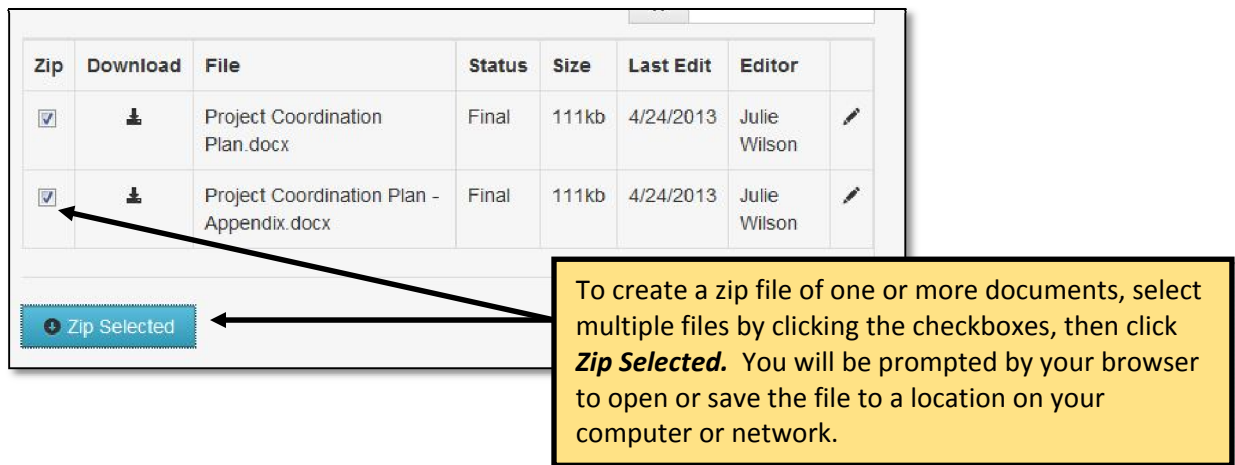 Zip Download File Status Size Last Edit Editor
Project Coordination Plan.docx Final 111kb 4/24/2013 Julie Wilson
Project Coordination Plan - Appendix.docx Final 111kb 4/24/2013 Julie Wilson
Zip Selected
To create a zip file of one or more documents, select
multiple files by clicking the checkboxes, then click
Zip Selected. You will be prompted by your browser
to open or save the file to a location on your
computer or network.